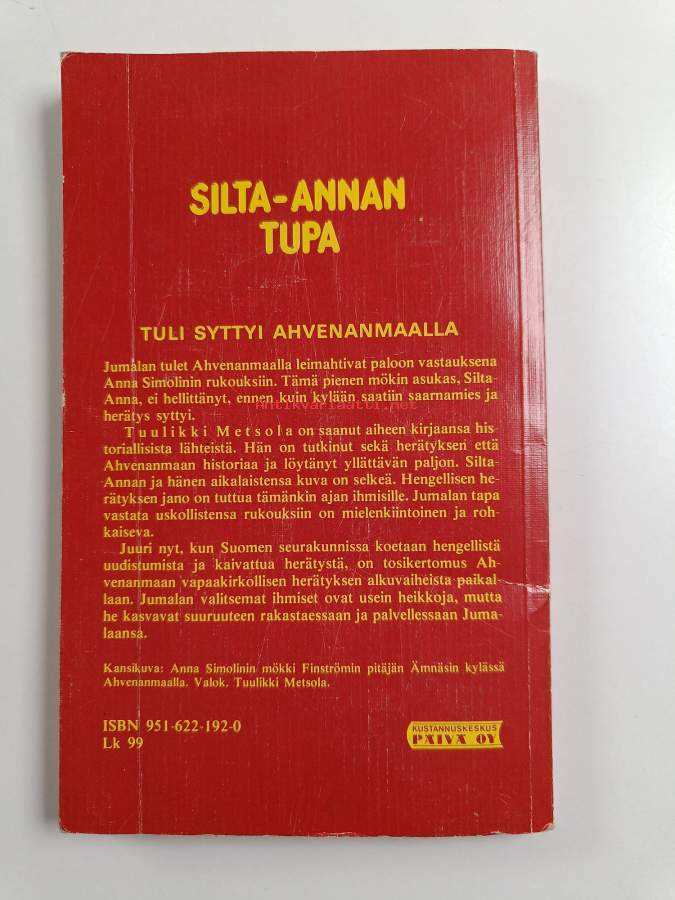 SILTA-ANNAN
TUPA
TULI SYTTYI AHVENANMAALLA
Jumalan tulet Ahvenanmaalla leimahtivat paloon vastauksena
Anna Simolinin rukouksiin. Tämä pienen mökin asukas, Silta-
Anna, ei hellittänyt, ennen kuin kylään saatiin saarnamies ja
herätys syttyi.
antikvariaatti.net
Tuulikki Metsola on saanut aiheen kirjaansa his-
toriallisista lähteistä. Hän on tutkinut sekä herätyksen että
Ahvenanmaan historiaa ja löytänyt yllättävän paljon. Silta-
Annan ja hänen aikalaistensa kuva on selkeä. Hengellisen he-
rätyksen jano on tuttua tämänkin ajan ihmisille. Jumalan tapa
vastata uskollistensa rukouksiin on mielenkiintoinen ja roh-
kaiseva.
Juuri nyt, kun Suomen seurakunnissa koetaan hengellistä
uudistumista ja kaivattua herätystä, on tosikertomus Ah-
venanmaan vapaakirkollisen herätyksen alkuvaiheista paikal-
laan. Jumalan valitsemat ihmiset ovat usein heikkoja, mutta
he kasvavat suuruuteen rakastaessaan ja palvellessaan Juma-
laansa.
Kansikuva: Anna Simolinin mökki Finströmin pitäjän Ämnäsin kylässä
Ahvenanmaalla. Valok. Tuulikki Metsola.
ISBN 951-622-192-0
Lk 99
KUSTANNUSKESKUS
PÄIVÄ OY